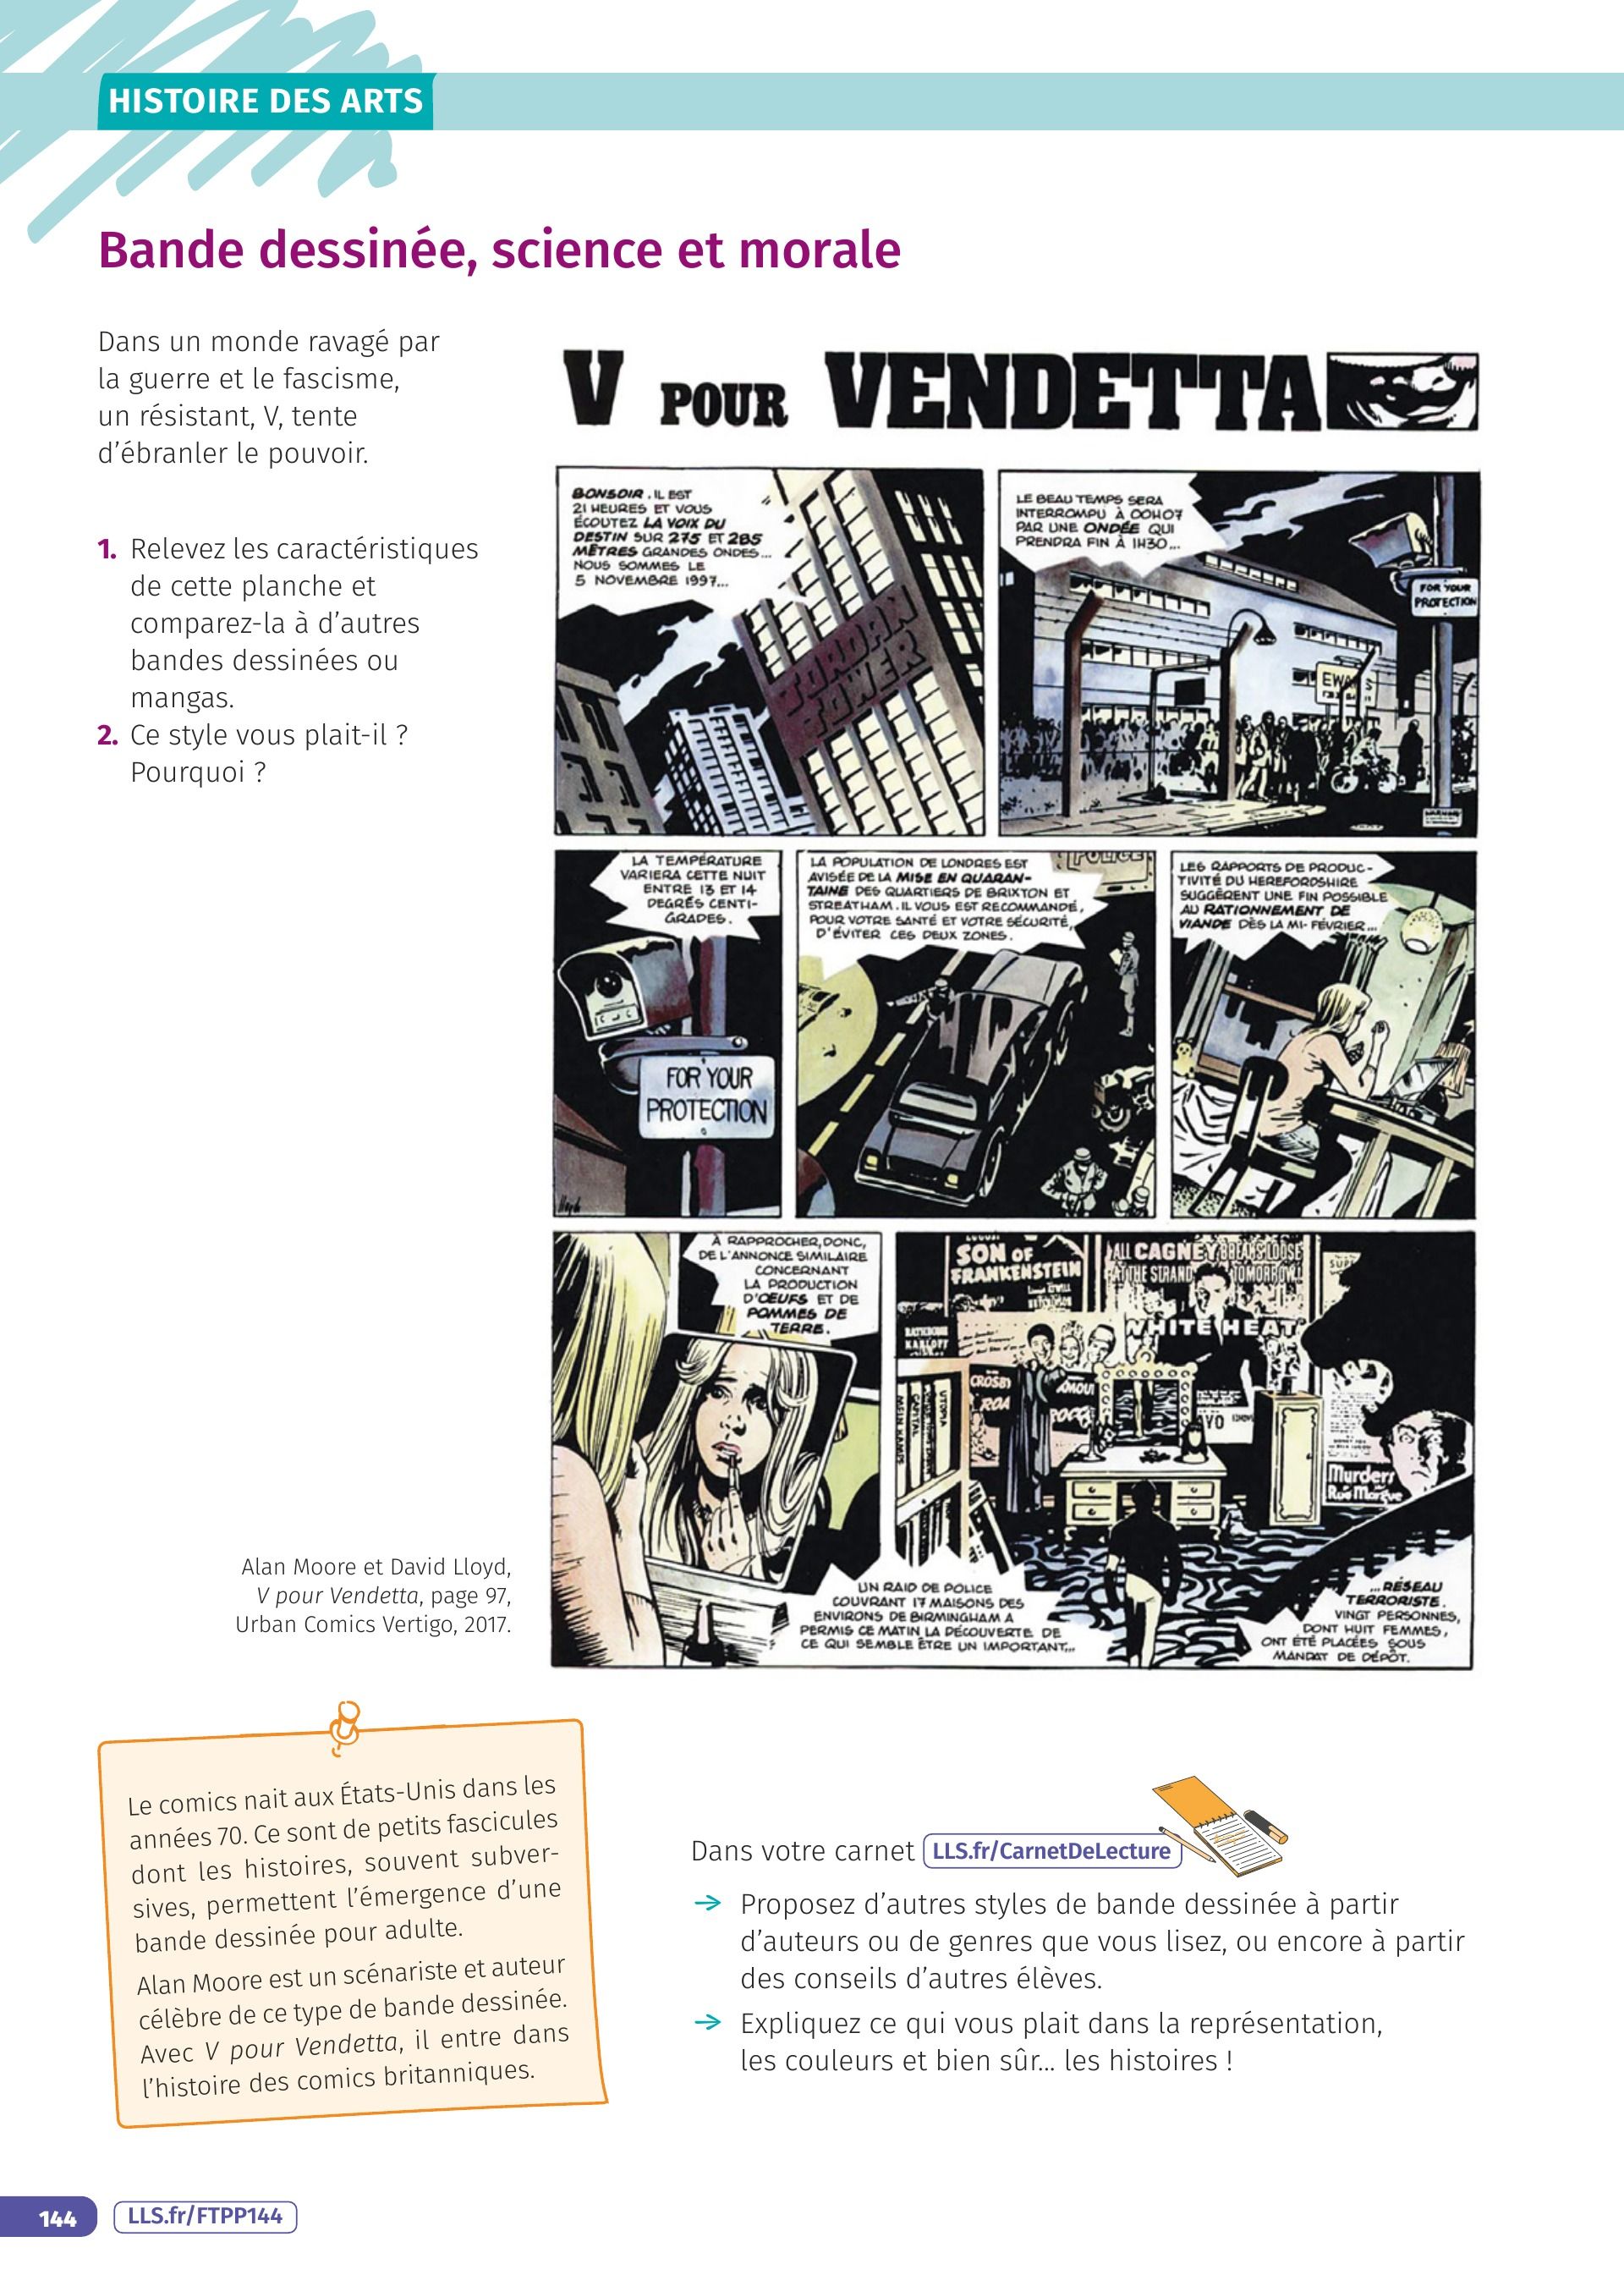 HISTOIRE DES ARTS
Bande dessinée, science et morale
Dans un monde ravagé par
la guerre et le fascisme,
un résistant, V, tente
d'ébranler le pouvoir.
1. Relevez les caractéristiques
de cette planche et
comparez-la à d'autres
bandes dessinées ou
mangas.
2. Ce style vous plait-il ?
Pourquoi ?
V POUR VENDETTA
BONSOIR. IL EST
21 HEURES ET VOUS
ÉCOUTEZ LA VOIX DU
DESTIN SUR 275 ET 285
MÈTRES GRANDES ONDES...
NOUS SOMMES LE
5 NOVEMBRE 1997...
JORDAN
TOWER
LE BEAU TEMPS SERA
INTERROMPU À 00H07
PAR UNE ONDÉE QUI
PRENDRA FIN À 1H30...
FOR YOUR
PROTECTION
LA TEMPÉRATURE
VARIERA CETTE NUIT
ENTRE 13 ET 14
DEGRÉS CENTI-
GRADES.
FOR YOUR
PROTECTION
POLICE
LA POPULATION DE LONDRES EST
AVISÉE DE LA MISE EN QUARAN-
TAINE DES QUARTIERS DE BRIXTON ET
STREATHAM. IL VOUS EST RECOMMANDÉ,
POUR VOTRE SANTÉ ET VOTRE SÉCURITÉ,
D'ÉVITER CES DEUX ZONES.
LES RAPPORTS DE PRODUC-
TIVITÉ DU HEREFORDSHIRE
SUGGÈRENT UNE FIN POSSIBLE
AU RATIONNEMENT DE
VIANDE DÈS LA MI-FÉVRIER...
À RAPPROCHER, DONC,
DE L'ANNONCE SIMILAIRE
CONCERNANT
LA PRODUCTION
D'ŒUFS ET DE
POMMES DE
TERRE.
SON OF
FRANKENSTEIN
ALL CAGNEY BREAKS LOOSE
AT THE STRAND TOMORROW!
WHITE HEAT
KARLOFF
CROSBY
ROA
UTOPIA
CAPITAL
MEIN KAMPF
Murders
Rue Morgue
UN RAID DE POLICE
COUVRANT 17 MAISONS DES
ENVIRONS DE BIRMINGHAM A
PERMIS CE MATIN LA DÉCOUVERTE DE
CE QUI SEMBLE ÊTRE UN IMPORTANT...
...RÉSEAU
TERRORISTE.
VINGT PERSONNES,
DONT HUIT FEMMES,
ONT ÉTÉ PLACÉES SOUS
MANDAT DE DÉPÔT.
Alan Moore et David Lloyd,
V pour Vendetta, page 97,
Urban Comics Vertigo, 2017.
Le comics nait aux États-Unis dans les
années 70. Ce sont de petits fascicules
dont les histoires, souvent subver-
sives, permettent l'émergence d'une
bande dessinée pour adulte.
Alan Moore est un scénariste et auteur
célèbre de ce type de bande dessinée.
Avec V pour Vendetta, il entre dans
l'histoire des comics britanniques.
Dans votre carnet LLS.fr/CarnetDeLecture
→ Proposez d'autres styles de bande dessinée à partir
d'auteurs ou de genres que vous lisez, ou encore à partir
des conseils d'autres élèves.
→ Expliquez ce qui vous plait dans la représentation,
les couleurs et bien sûr... les histoires !
144
LLS.fr/FTPP144